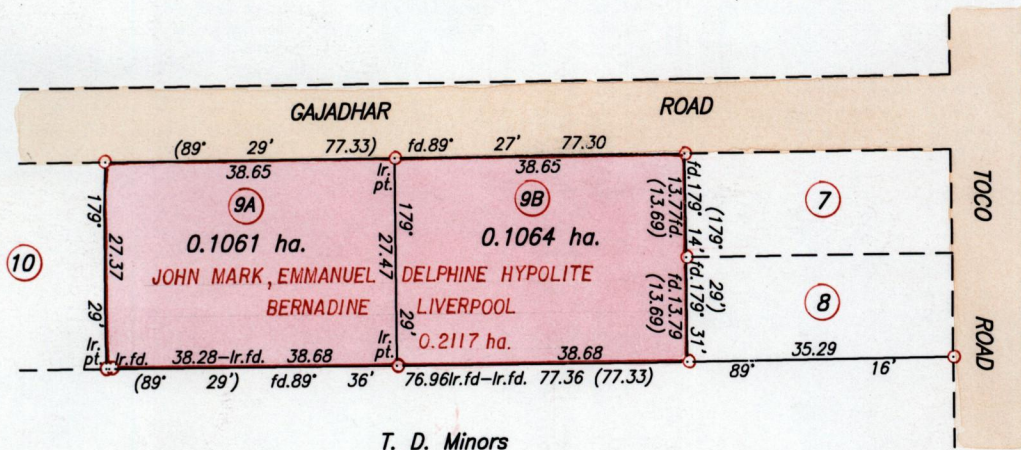 GAJADHAR ROAD
(89° 29' 77.33) fd.89° 27' 77.30
38.65
38.65
Ir.
pt.
9A
9B
7
0.1061 ha.
0.1064 ha.
179° 27.37 29'
179° 27.47 29'
fd.179° 14'
13.77fd.
(13.69)
(179° 29')
10
JOHN MARK, EMMANUEL DELPHINE HYPOLITE
BERNADINE LIVERPOOL
0.2117 ha.
fd.179° 31'
fd.13.79
(13.69)
8
TOCO ROAD
Ir.
pt.
Ir.fd. 38.28-Ir.fd. 38.68
Ir.
pt.
38.68
35.29
(89° 29') fd.89° 36' 76.96Ir.fd-Ir.fd. 77.36 (77.33)
89° 16'
T. D. Minors